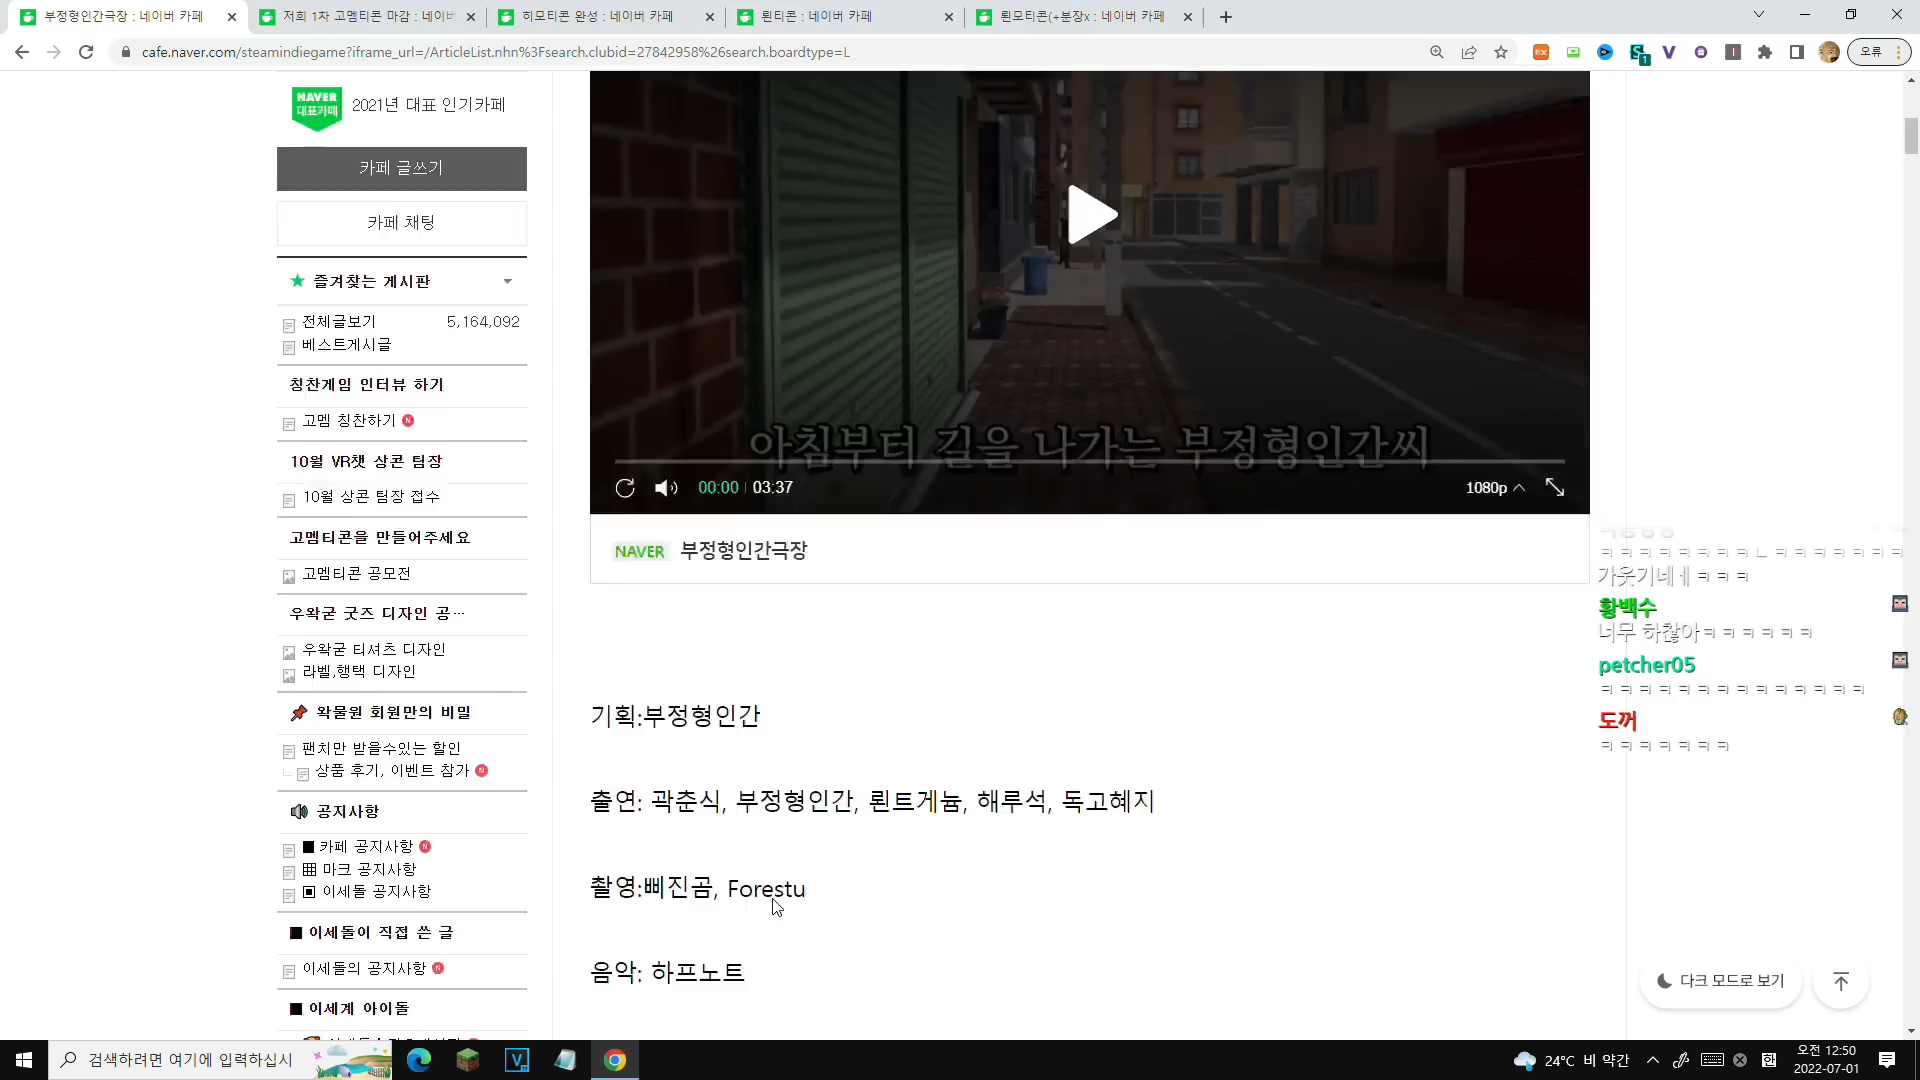 부정형인간극장 : 네이버 카페
저희 1차 고멤티콘 마감 : 네이버
히모티콘 완성 : 네이버 카페
뢴티콘 : 네이버 카페
뢴모티콘(+분장x : 네이버 카페
cafe.naver.com/steamindiegame?iframe_url=/ArticleList.nhn%3Fsearch.clubid=27842958%26search.boardtype=L
오류
NAVER
대표카페
2021년 대표 인기카페
카페 글쓰기
카페 채팅
즐겨찾는 게시판
전체글보기 5,164,092
베스트게시글
칭찬게임 인터뷰 하기
고멤 칭찬하기 N
10월 VR챗 상콘 팀장
10월 상콘 팀장 접수
고멤티콘을 만들어주세요
고멤티콘 공모전
우왁굳 굿즈 디자인 공…
우왁굳 티셔츠 디자인
라벨,행택 디자인
왁물원 회원만의 비밀
팬치만 받을수있는 할인
상품 후기, 이벤트 참가 N
공지사항
■ 카페 공지사항 N
▦ 마크 공지사항
▣ 이세돌 공지사항
■ 이세돌이 직접 쓴 글
이세돌의 공지사항 N
■ 이세계 아이돌
아침부터 길을 나가는 부정형인간씨
00:00 03:37
1080p
NAVER 부정형인간극장
기획:부정형인간
출연: 곽춘식, 부정형인간, 뢴트게늄, 해루석, 독고혜지
촬영:삐진곰, Forestu
음악: 하프노트
ㅋㅋㅋㅋㅋㅋㅋㅋㄴㅋㅋㅋㅋㅋㅋㅋ
가웃기네ㅔㅋㅋㅋ
황백수
너무 하찮아ㅋㅋㅋㅋㅋㅋ
petcher05
ㅋㅋㅋㅋㅋㅋㅋㅋㅋㅋㅋㅋㅋㅋ
도꺼
ㅋㅋㅋㅋㅋㅋㅋ
다크 모드로 보기
검색하려면 여기에 입력하십시
24°C 비 약간
한
오전 12:50
2022-07-01